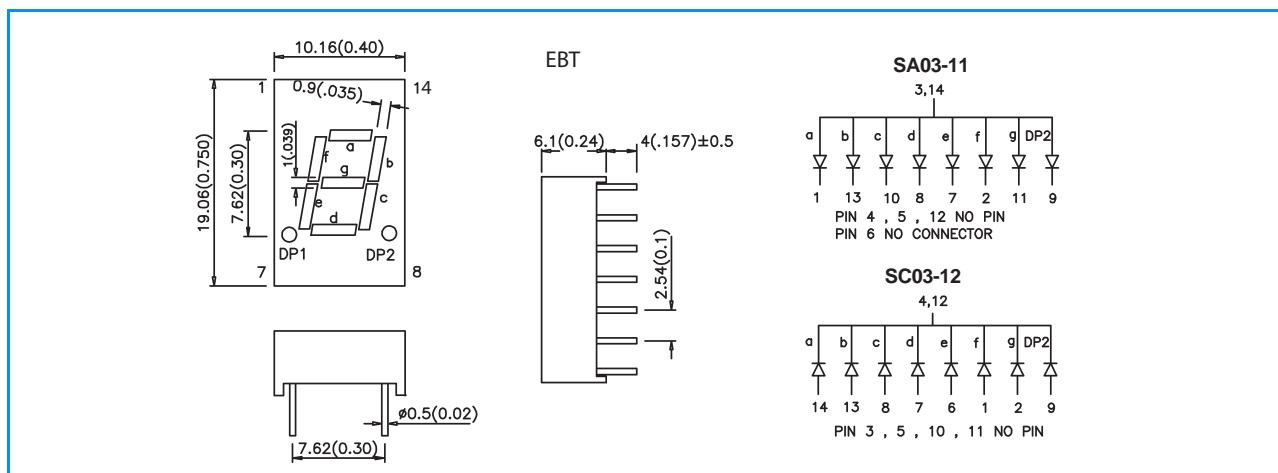 10.16(0.40)
1
14
0.9(.035)
19.06(0.750)
7.62(0.30)
1(.039)
a
f
b
g
e
c
d
DP1
DP2
7
8
ø0.5(0.02)
7.62(0.30)
EBT
6.1(0.24)
4(.157)±0.5
2.54(0.1)
SA03-11
3,14
a b c d e f g DP2
1 13 10 8 7 2 11 9
PIN 4 , 5 , 12 NO PIN
PIN 6 NO CONNECTOR
SC03-12
4,12
a b c d e f g DP2
14 13 8 7 6 1 2 9
PIN 3 , 5 , 10 , 11 NO PIN